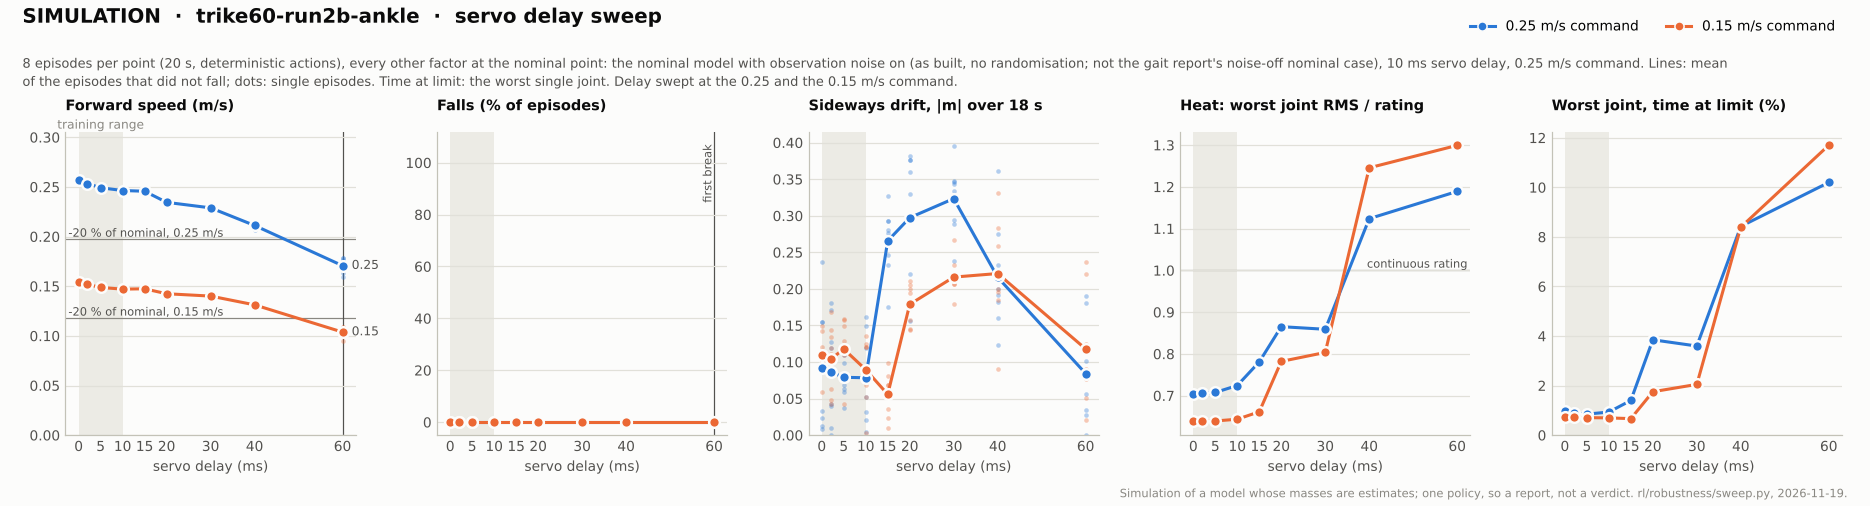 SIMULATION · trike60-run2b-ankle · servo delay sweep
0.25 m/s command
0.15 m/s command
8 episodes per point (20 s, deterministic actions), every other factor at the nominal point: the nominal model with observation noise on (as built, no randomisation; not the gait report's noise-off nominal case), 10 ms servo delay, 0.25 m/s command. Lines: mean
of the episodes that did not fall; dots: single episodes. Time at limit: the worst single joint. Delay swept at the 0.25 and the 0.15 m/s command.
Forward speed (m/s)
training range
0.30
0.25
0.20
0.15
0.10
0.05
0.00
-20 % of nominal, 0.25 m/s
-20 % of nominal, 0.15 m/s
0.25
0.15
0 5 10 15 20 30 40 60
servo delay (ms)
Falls (% of episodes)
100
80
60
40
20
0
first break
0 5 10 15 20 30 40 60
servo delay (ms)
Sideways drift, |m| over 18 s
0.40
0.35
0.30
0.25
0.20
0.15
0.10
0.05
0.00
0 5 10 15 20 30 40 60
servo delay (ms)
Heat: worst joint RMS / rating
1.3
1.2
1.1
1.0
0.9
0.8
0.7
continuous rating
0 5 10 15 20 30 40 60
servo delay (ms)
Worst joint, time at limit (%)
12
10
8
6
4
2
0
0 5 10 15 20 30 40 60
servo delay (ms)
Simulation of a model whose masses are estimates; one policy, so a report, not a verdict. rl/robustness/sweep.py, 2026-11-19.